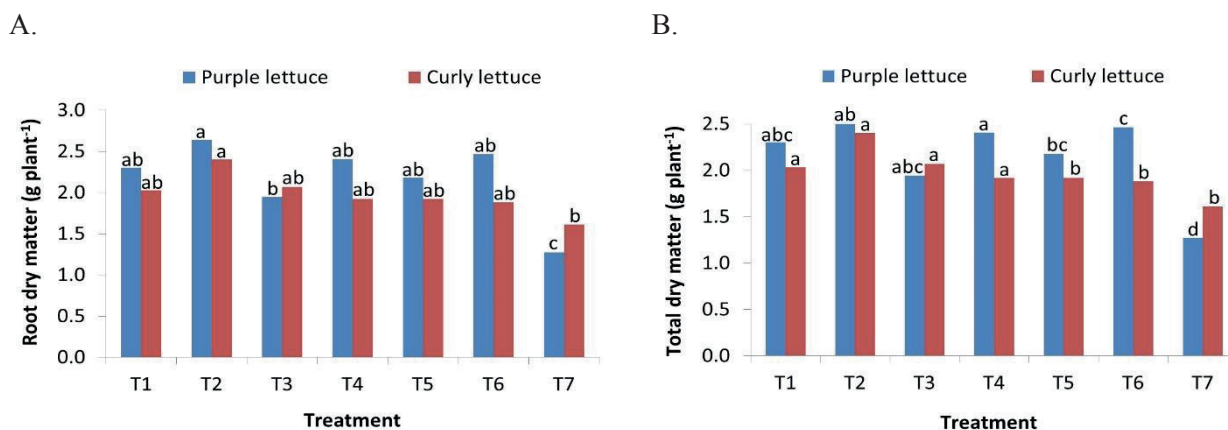 A.
Purple lettuce Curly lettuce
Root dry matter (g plant-1)
3.0
2.5
2.0
1.5
1.0
0.5
0.0
ab ab a a b ab ab ab ab ab ab ab c b
T1 T2 T3 T4 T5 T6 T7
Treatment
B.
Purple lettuce Curly lettuce
Total dry matter (g plant-1)
2.5
2.0
1.5
1.0
0.5
0.0
abc a ab a abc a a a bc b c b d b
T1 T2 T3 T4 T5 T6 T7
Treatment